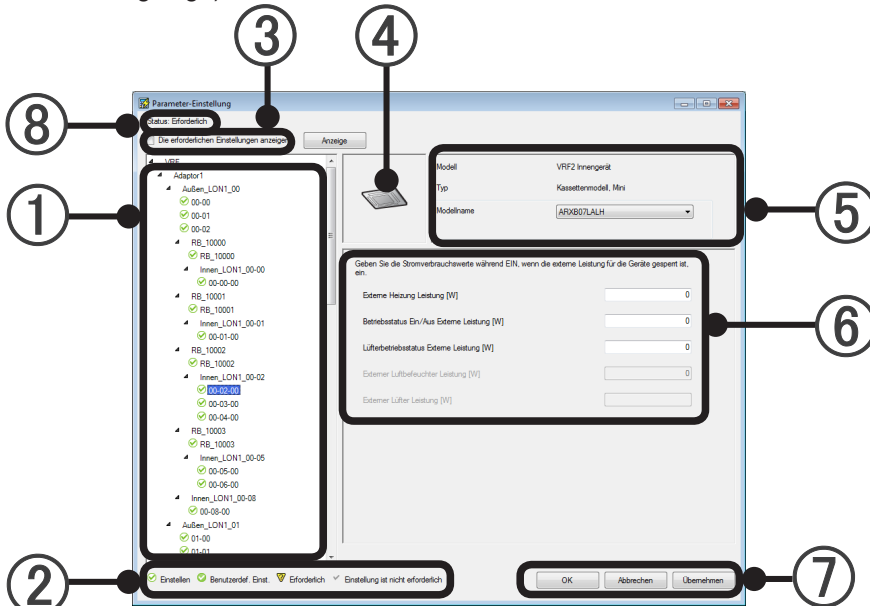 ③
④
Parameter-Einstellung
⑧
Status: Erforderlich
Die erforderlichen Einstellungen anzeigen
Anzeige
①
VRF
Adaptor1
Außen_LON1_00
00-00
00-01
00-02
RB_10000
RB_10000
Innen_LON1_00-00
00-00-00
RB_10001
RB_10001
Innen_LON1_00-01
00-01-00
RB_10002
RB_10002
Innen_LON1_00-02
00-02-00
00-03-00
00-04-00
RB_10003
RB_10003
Innen_LON1_00-05
00-05-00
00-06-00
Innen_LON1_00-08
00-08-00
Außen_LON1_01
01-00
01-01
Modell VRF2 Innengerät
Typ Kassettenmodell, Mini
Modellname ARXB07LALH
⑤
Geben Sie die Stromverbrauchswerte während EIN, wenn die externe Leistung für die Geräte gesperrt ist,
ein.
Externe Heizung Leistung [W] 0
Betriebsstatus Ein/Aus Externe Leistung [W] 0
Lüfterbetriebsstatus Externe Leistung [W] 0
Externer Luftbefeuchter Leistung [W] 0
Externer Lüfter Leistung [W]
⑥
②
Einstellen Benutzerdef. Einst. Erforderlich Einstellung ist nicht erforderlich
OK Abbrechen Übernehmen
⑦